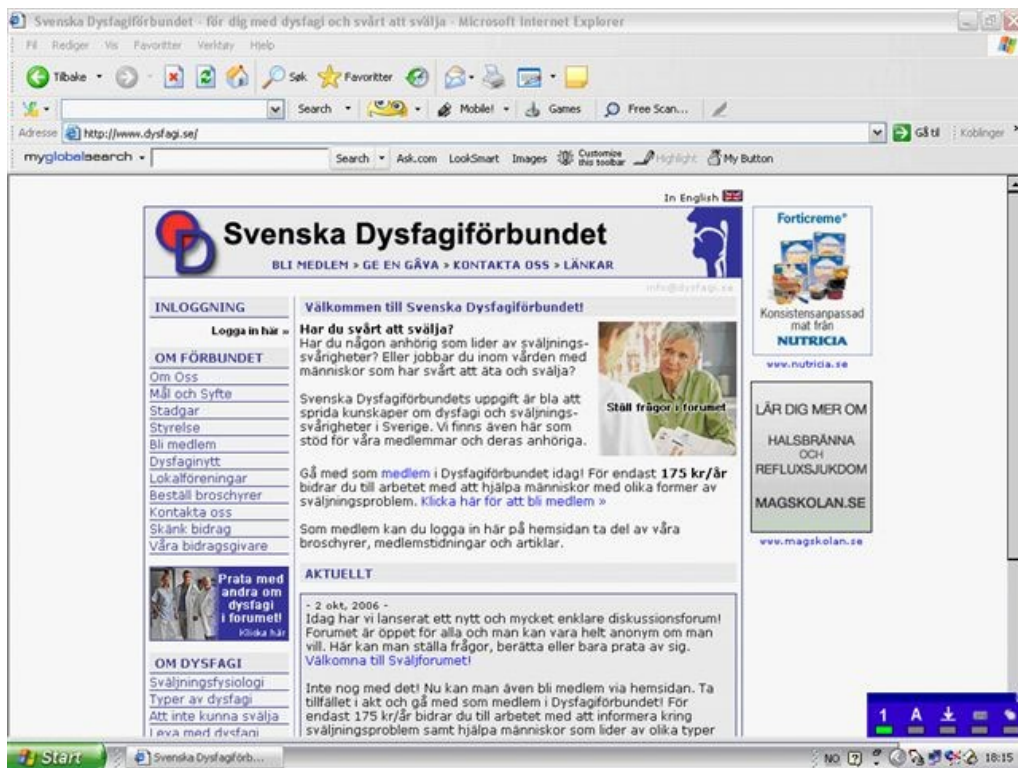 Svenska Dysfagiförbundet - för dig med dysfagi och svårt att svälja - Microsoft Internet Explorer
Fil Rediger Vis Favoritter Verktøy Hjelp
Tilbake Søk Favoritter
Search Mobile! Games Free Scan...
Adresse http://www.dysfagi.se/ Gå til Koblinger
myglobalsearch Search Ask.com LookSmart Images Customize this toolbar Highlight My Button
In English
Svenska Dysfagiförbundet
BLI MEDLEM » GE EN GÅVA » KONTAKTA OSS » LÄNKAR
info@dysfagi.se
INLOGGNING
Logga in här »
OM FÖRBUNDET
Om Oss
Mål och Syfte
Stadgar
Styrelse
Bli medlem
Dysfaginytt
Lokalföreningar
Beställ broschyrer
Kontakta oss
Skänk bidrag
Våra bidragsgivare
Prata med
andra om
dysfagi
i forumet!
Klicka här
OM DYSFAGI
Sväljningsfysiologi
Typer av dysfagi
Att inte kunna svälja
Leva med dysfagi
Välkommen till Svenska Dysfagiförbundet!
Har du svårt att svälja?
Har du någon anhörig som lider av sväljnings-
svårigheter? Eller jobbar du inom vården med
människor som har svårt att äta och svälja?
Svenska Dysfagiförbundets uppgift är bla att
sprida kunskaper om dysfagi och sväljnings-
svårigheter i Sverige. Vi finns även här som
stöd för våra medlemmar och deras anhöriga.
Ställ frågor i forumet
Gå med som medlem i Dysfagiförbundet idag! För endast 175 kr/år
bidrar du till arbetet med att hjälpa människor med olika former av
sväljningsproblem. Klicka här för att bli medlem »
Som medlem kan du logga in här på hemsidan ta del av våra
broschyrer, medlemstidningar och artiklar.
AKTUELLT
- 2 okt, 2006 -
Idag har vi lanserat ett nytt och mycket enklare diskussionsforum!
Forumet är öppet för alla och man kan vara helt anonym om man
vill. Här kan man ställa frågor, berätta eller bara prata av sig.
Välkomna till Sväljforumet!
Inte nog med det! Nu kan man även bli medlem via hemsidan. Ta
tillfället i akt och gå med som medlem i Dysfagiförbundet! För
endast 175 kr/år bidrar du till arbetet med att informera kring
sväljningsproblem samt hjälpa människor som lider av olika typer
Forticreme*
Konsistensanpassad
mat från
NUTRICIA
www.nutricia.se
LÄR DIG MER OM
HALSBRÄNNA
OCH
REFLUXSJUKDOM
MAGSKOLAN.SE
www.magskolan.se
1 A
Start Svenska Dysfagiförb... NO 18:15